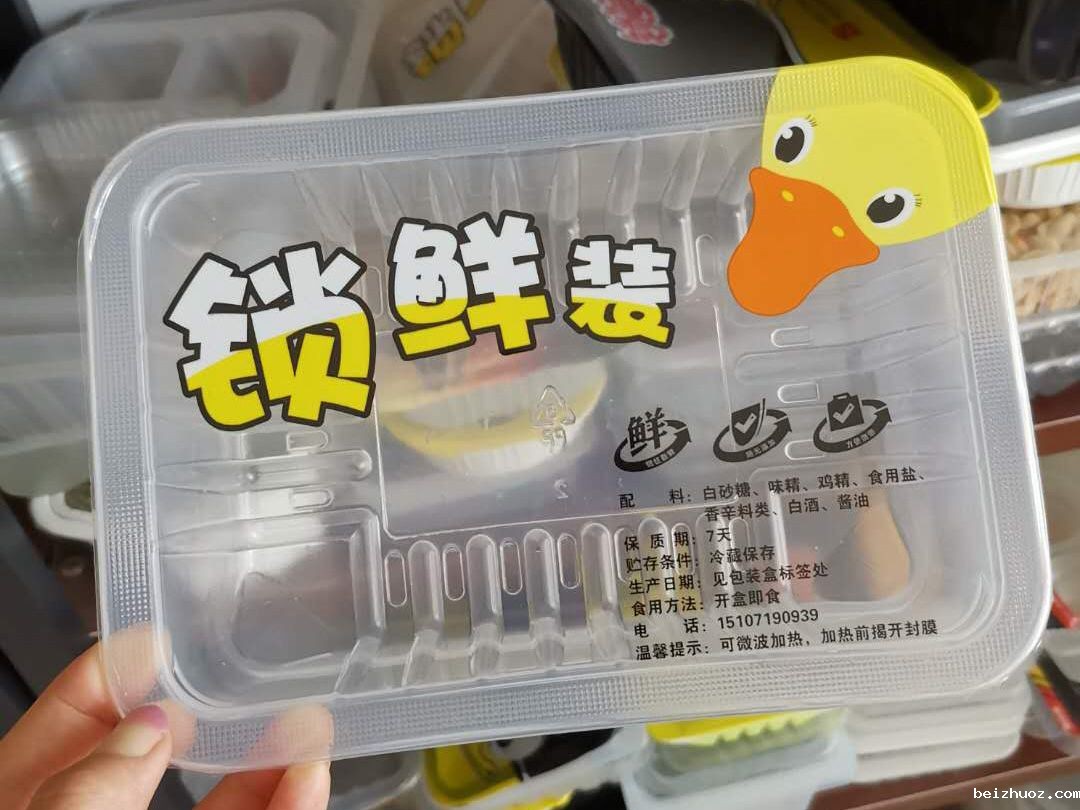 锁鲜装
鲜
配 料：白砂糖、味精、鸡精、食用盐、
香辛料类、白酒、酱油
保 质 期：7天
贮存条件：冷藏保存
生产日期：见包装盒标签处
食用方法：开盒即食
电 话：15107190939
温馨提示：可微波加热，加热前揭开封膜
beizhuoz.com